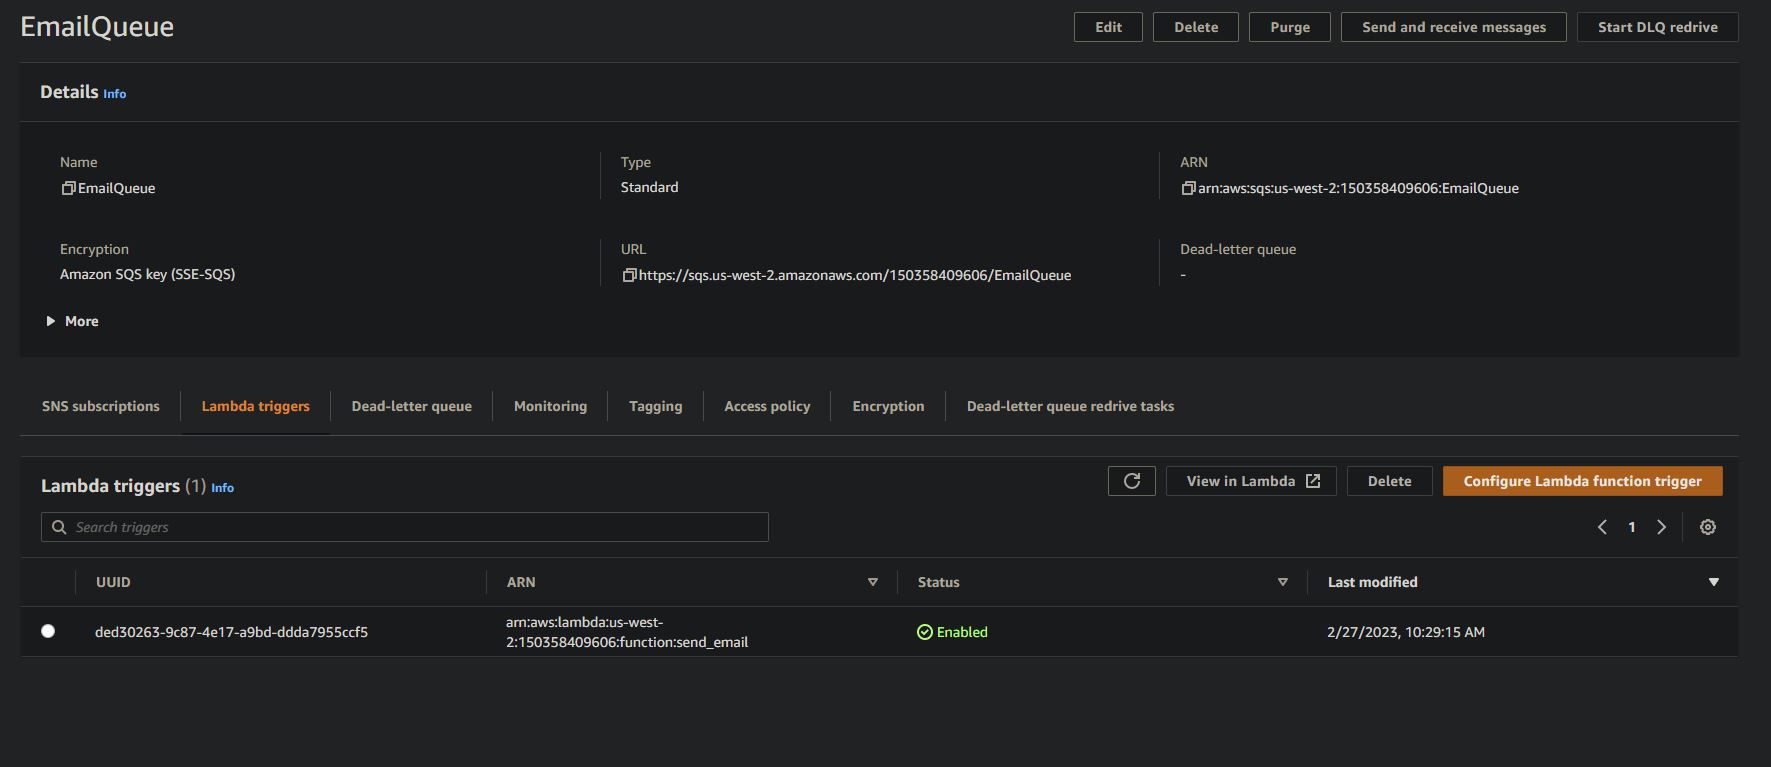 EmailQueue
Edit
Delete
Purge
Send and receive messages
Start DLQ redrive
Details Info
Name
EmailQueue
Type
Standard
ARN
arn:aws:sqs:us-west-2:150358409606:EmailQueue
Encryption
Amazon SQS key (SSE-SQS)
URL
https://sqs.us-west-2.amazonaws.com/150358409606/EmailQueue
Dead-letter queue
-
More
SNS subscriptions
Lambda triggers
Dead-letter queue
Monitoring
Tagging
Access policy
Encryption
Dead-letter queue redrive tasks
Lambda triggers (1) Info
View in Lambda
Delete
Configure Lambda function trigger
Search triggers
1
UUID
ARN
Status
Last modified
ded30263-9c87-4e17-a9bd-ddda7955ccf5
arn:aws:lambda:us-west-
2:150358409606:function:send_email
Enabled
2/27/2023, 10:29:15 AM